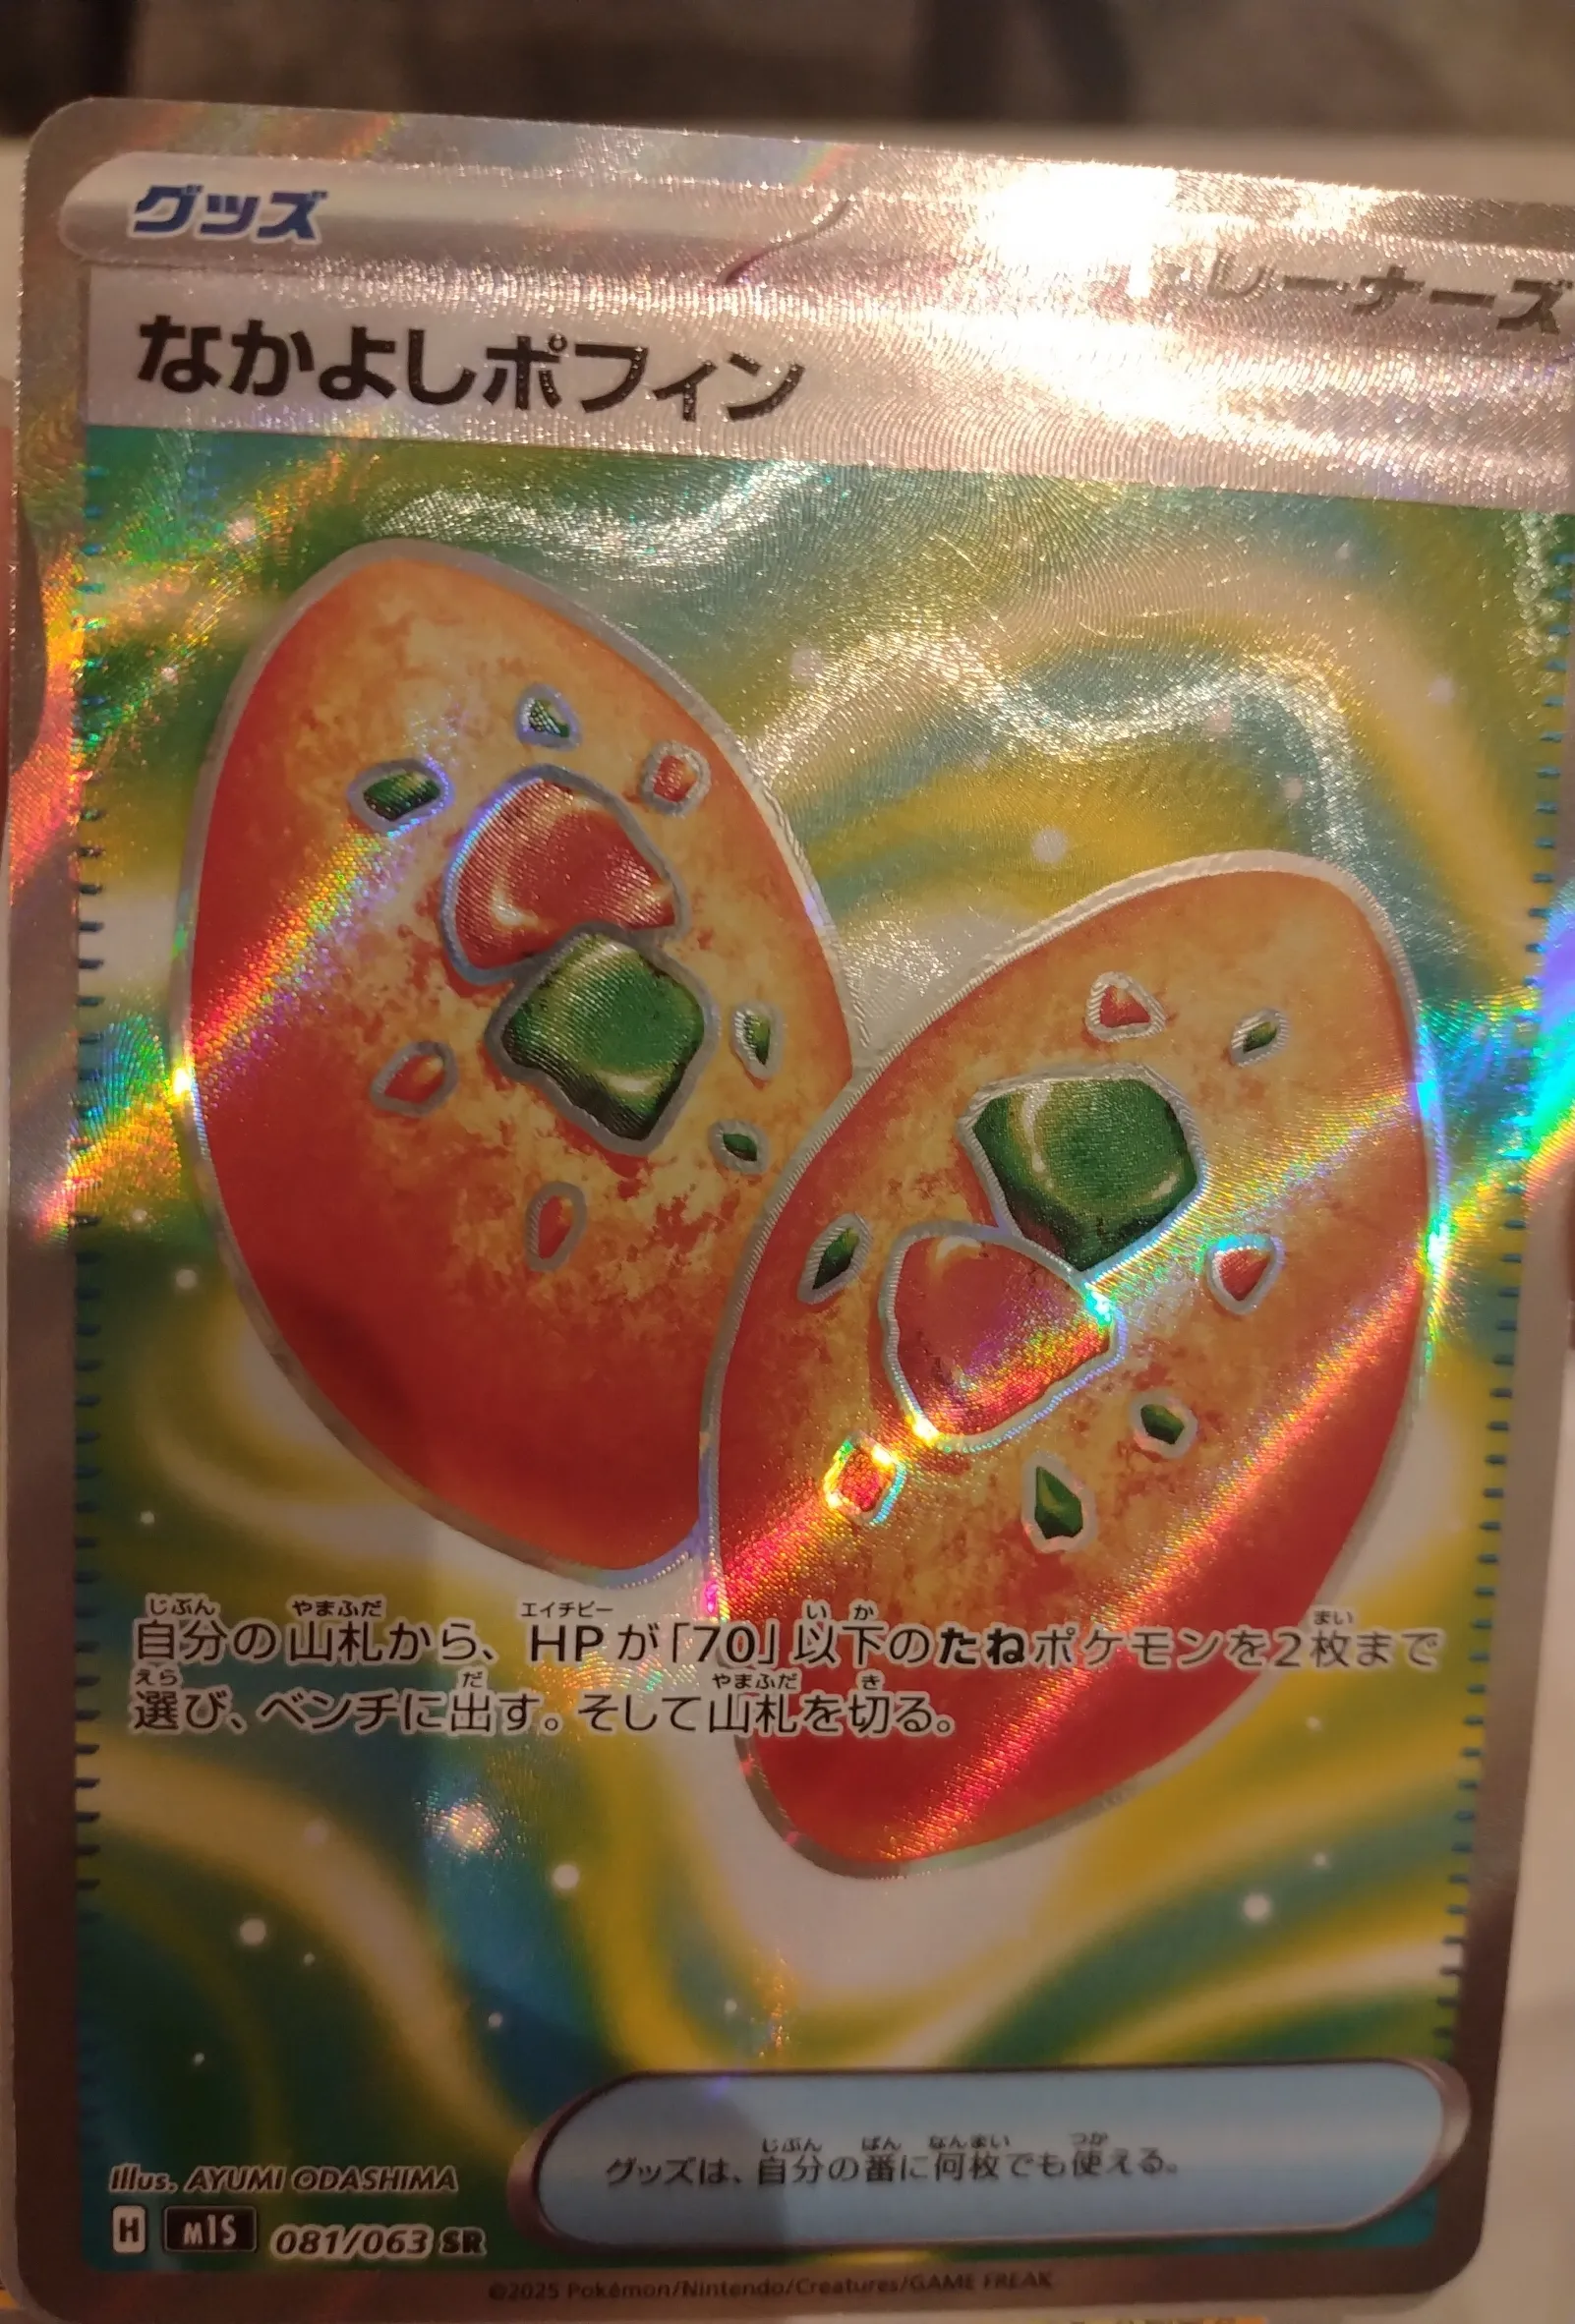 グッズ
トレーナーズ
なかよしポフィン
じぶん やまふだ エイチピー いか まい
自分の山札から、HPが「70」以下のたねポケモンを2枚まで
えら だ やまふだ き
選び、ベンチに出す。そして山札を切る。
じぶん ばん なんまい つか
グッズは、自分の番に何枚でも使える。
Illus. AYUMI ODASHIMA
H m1S 081/063 SR
©2025 Pokémon/Nintendo/Creatures/GAME FREAK